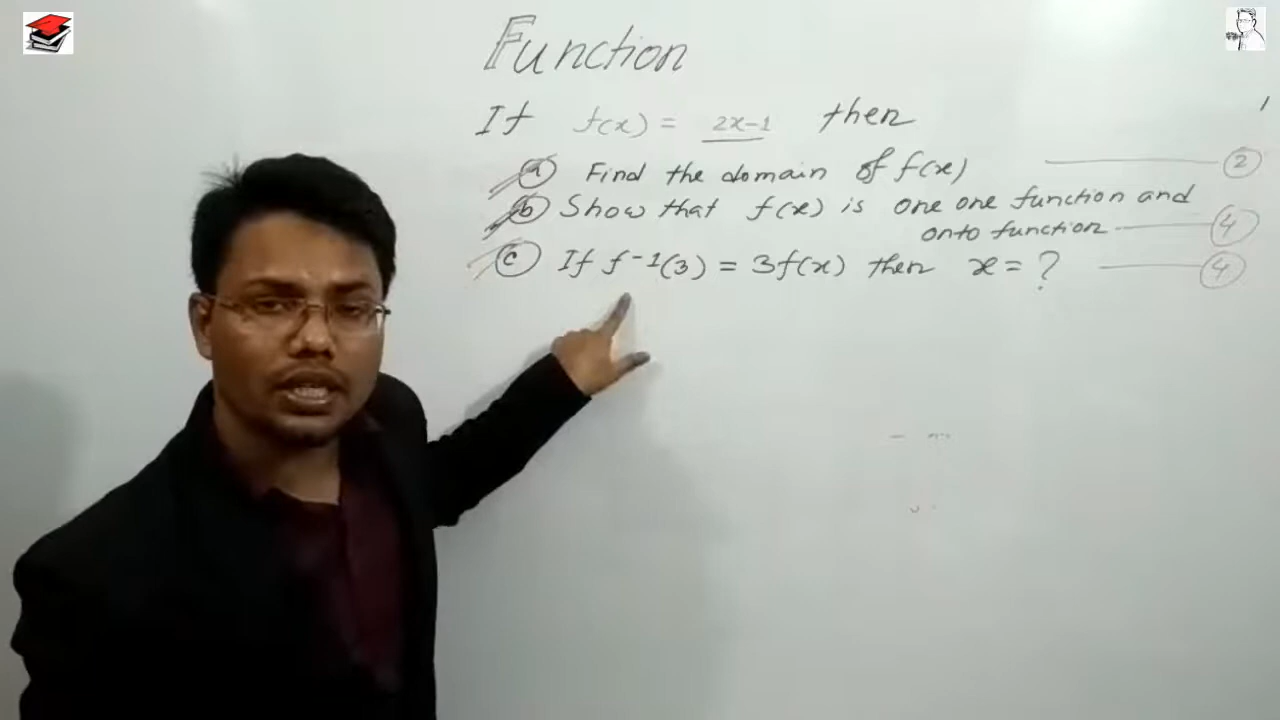 Function
If f(x) = 2x-1 then
(a) Find the domain of f(x) — (2)
(b) Show that f(x) is one one function and
onto function — (4)
(c) If f⁻¹(3) = 3f(x) then x = ? — (4)